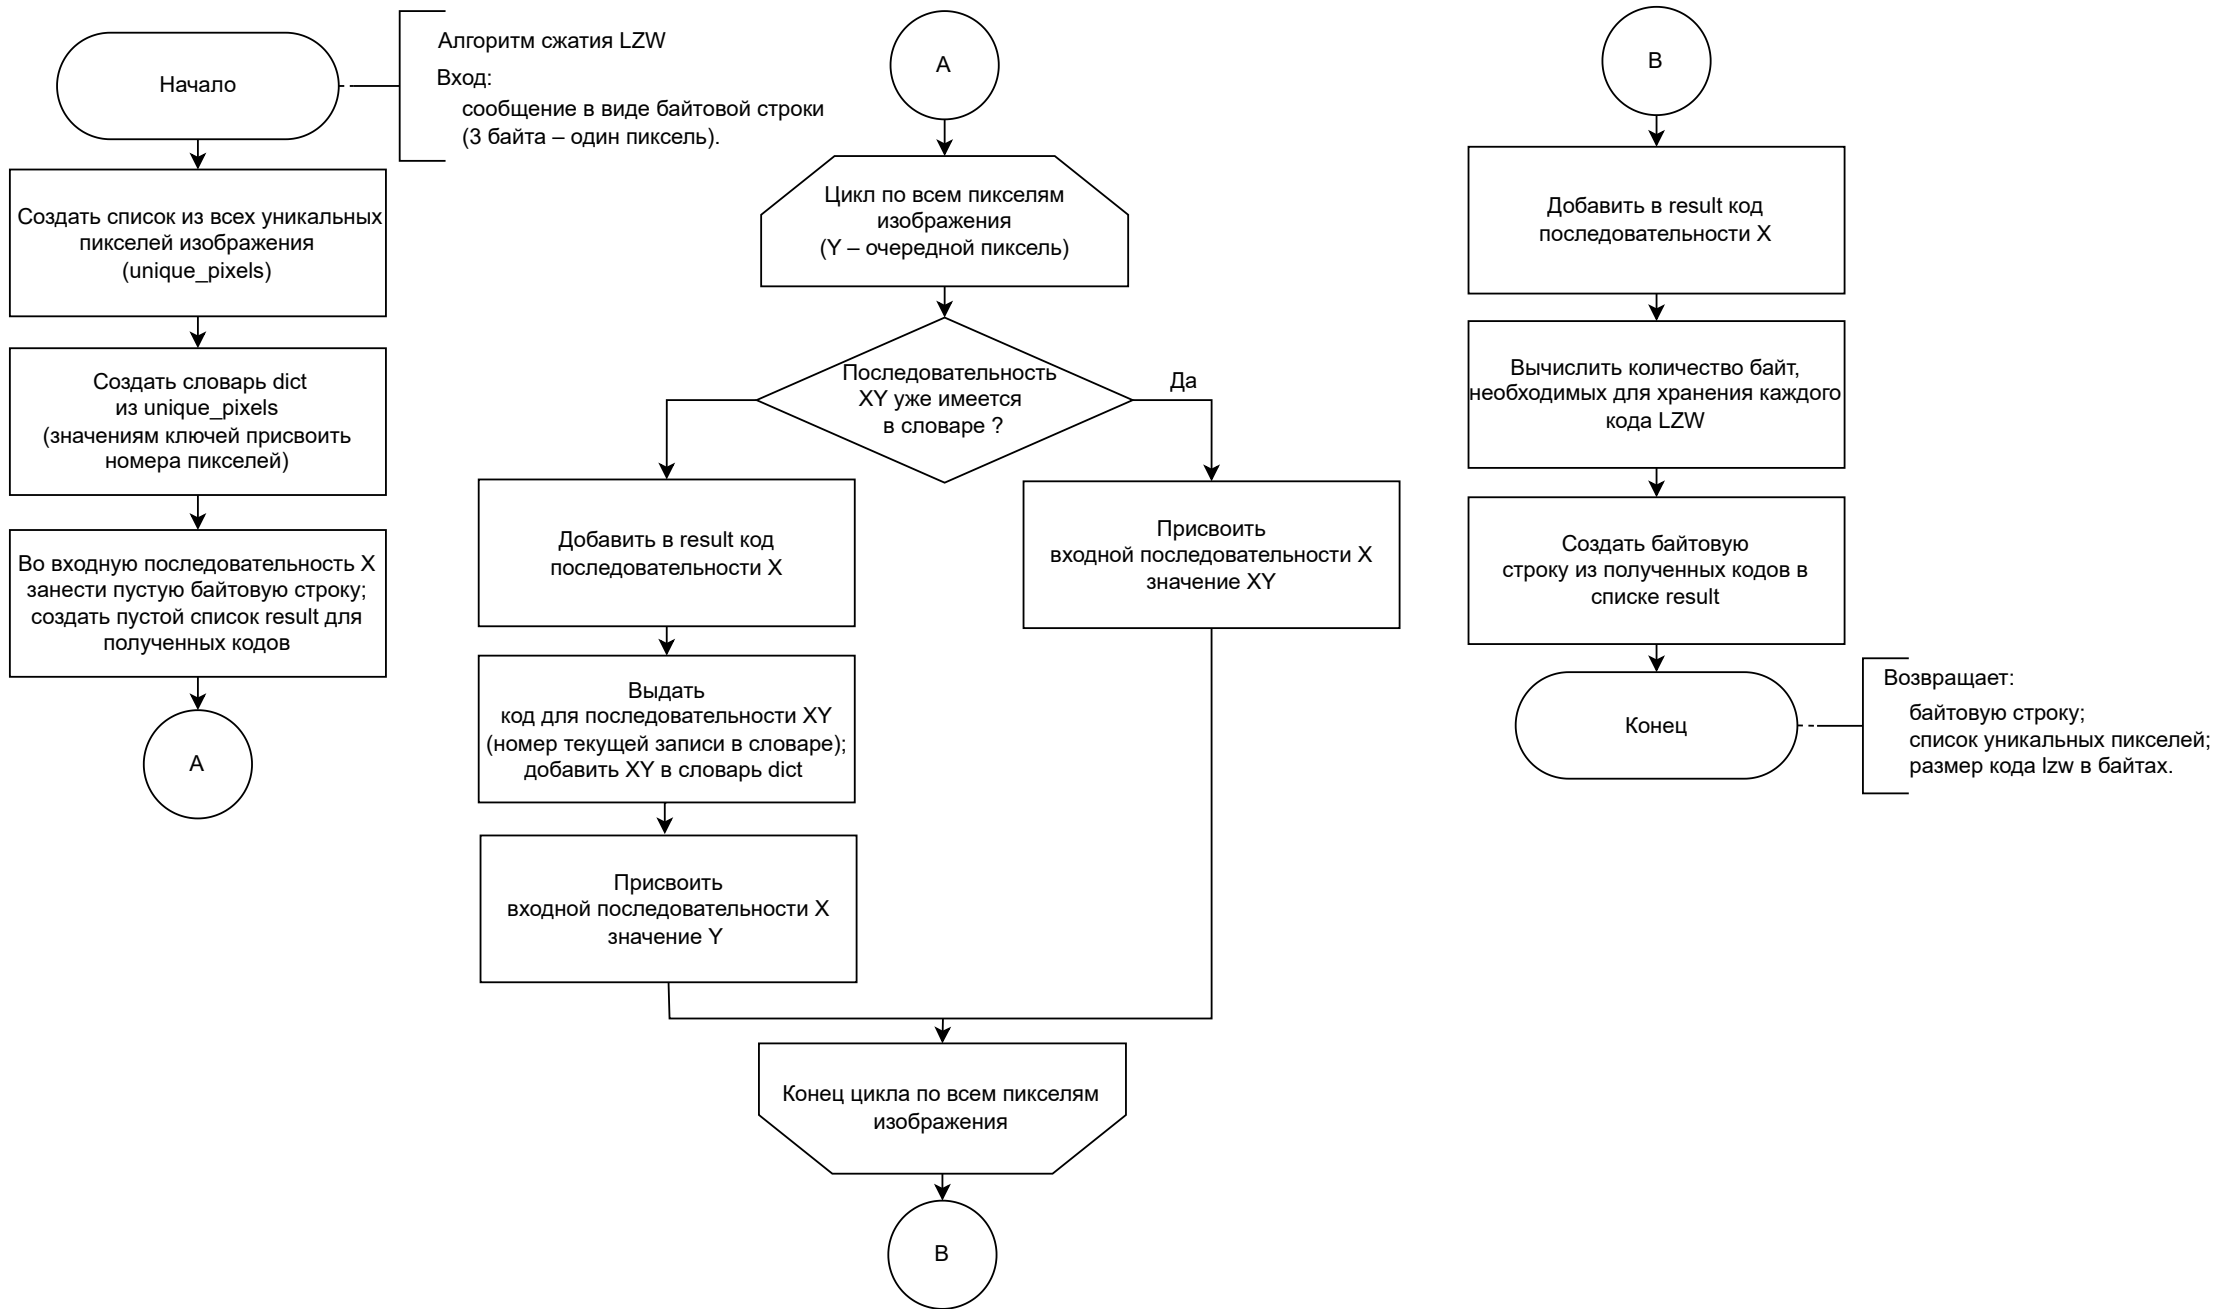 Начало
Алгоритм сжатия LZW
Вход:
сообщение в виде байтовой строки
(3 байта – один пиксель).
Создать список из всех уникальных
пикселей изображения
(unique_pixels)
Создать словарь dict
из unique_pixels
(значениям ключей присвоить
номера пикселей)
Во входную последовательность X
занести пустую байтовую строку;
создать пустой список result для
полученных кодов
A
A
Цикл по всем пикселям
изображения
(Y – очередной пиксель)
Последовательность
XY уже имеется
в словаре ?
Да
Добавить в result код
последовательности X
Выдать
код для последовательности XY
(номер текущей записи в словаре);
добавить XY в словарь dict
Присвоить
входной последовательности X
значение Y
Присвоить
входной последовательности X
значение XY
Конец цикла по всем пикселям
изображения
B
B
Добавить в result код
последовательности X
Вычислить количество байт,
необходимых для хранения каждого
кода LZW
Создать байтовую
строку из полученных кодов в
списке result
Конец
Возвращает:
байтовую строку;
список уникальных пикселей;
размер кода lzw в байтах.